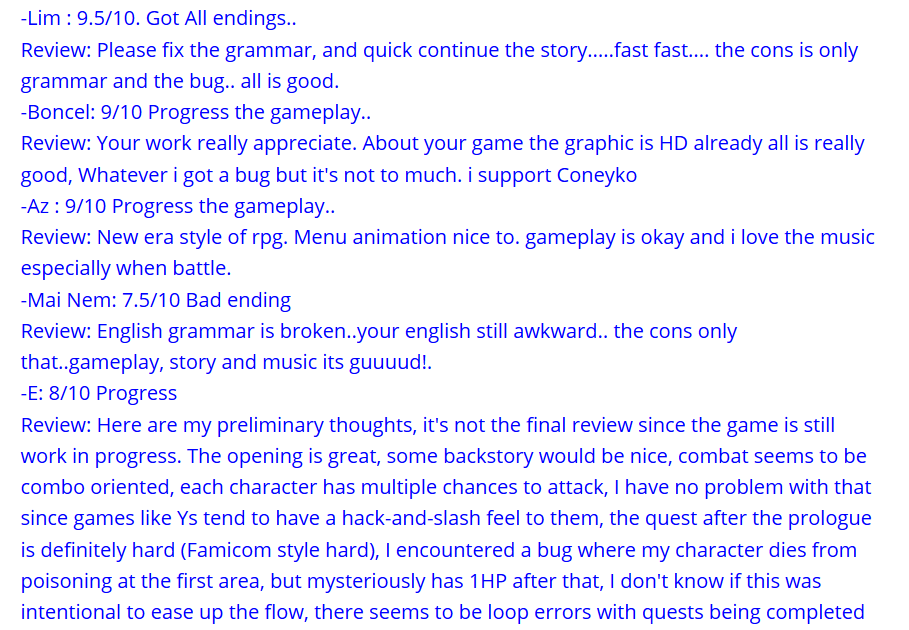 -Lim : 9.5/10. Got All endings..
Review: Please fix the grammar, and quick continue the story.....fast fast.... the cons is only
grammar and the bug.. all is good.
-Boncel: 9/10 Progress the gameplay..
Review: Your work really appreciate. About your game the graphic is HD already all is really
good, Whatever i got a bug but it's not to much. i support Coneyko
-Az : 9/10 Progress the gameplay..
Review: New era style of rpg. Menu animation nice to. gameplay is okay and i love the music
especially when battle.
-Mai Nem: 7.5/10 Bad ending
Review: English grammar is broken..your english still awkward.. the cons only
that..gameplay, story and music its guuuud!.
-E: 8/10 Progress
Review: Here are my preliminary thoughts, it's not the final review since the game is still
work in progress. The opening is great, some backstory would be nice, combat seems to be
combo oriented, each character has multiple chances to attack, I have no problem with that
since games like Ys tend to have a hack-and-slash feel to them, the quest after the prologue
is definitely hard (Famicom style hard), I encountered a bug where my character dies from
poisoning at the first area, but mysteriously has 1HP after that, I don't know if this was
intentional to ease up the flow, there seems to be loop errors with quests being completed